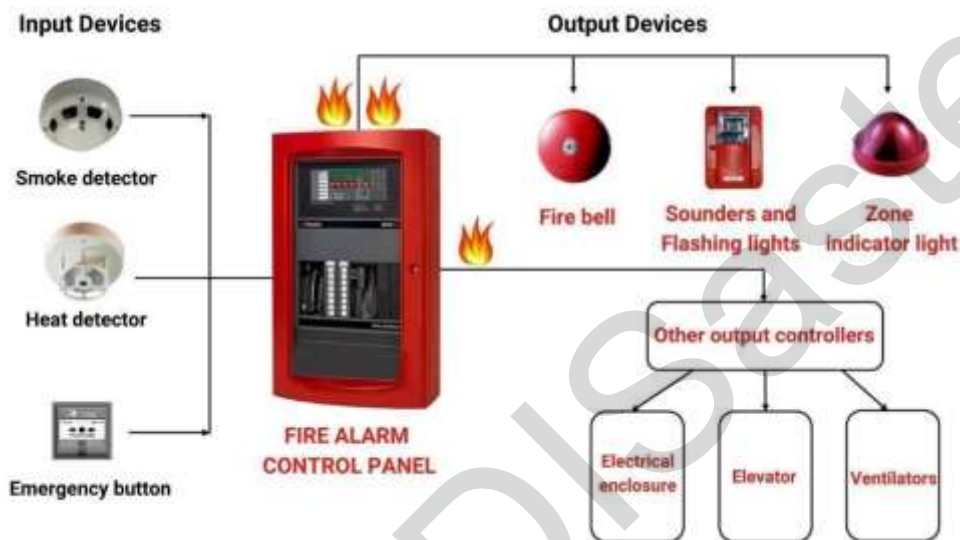 Input Devices
Output Devices
Smoke detector
Heat detector
Emergency button
FIRE ALARM
CONTROL PANEL
Fire bell
Sounders and
Flashing lights
Zone
indicator light
Other output controllers
Electrical
enclosure
Elevator
Ventilators